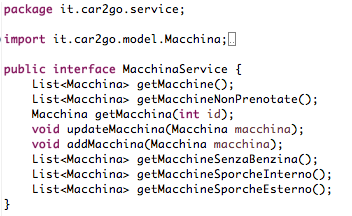 package it.car2go.service;
import it.car2go.model.Macchina;
public interface MacchinaService {
List<Macchina> getMacchine();
List<Macchina> getMacchineNonPrenotate();
Macchina getMacchina(int id);
void updateMacchina(Macchina macchina);
void addMacchina(Macchina macchina);
List<Macchina> getMacchineSenzaBenzina();
List<Macchina> getMacchineSporcheInterno();
List<Macchina> getMacchineSporcheEsterno();
}